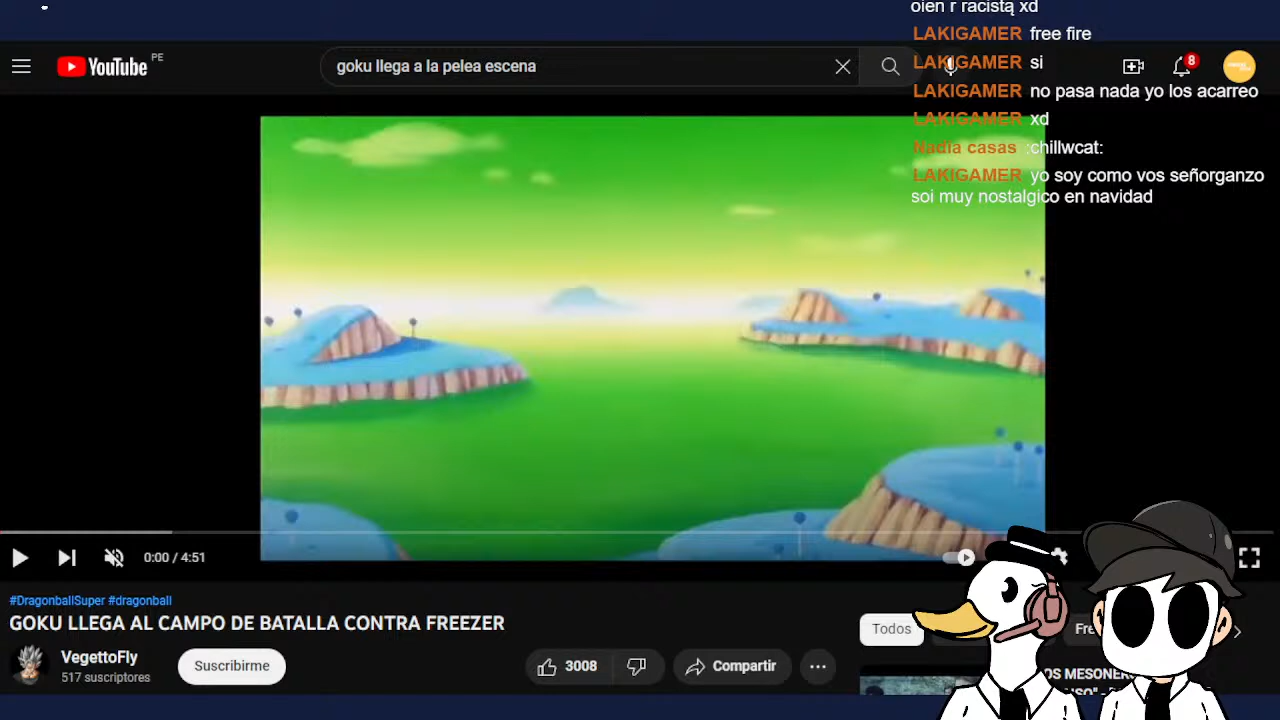 oien r racistą xd
LAKIGAMER free fire
LAKIGAMER si
LAKIGAMER no pasa nada yo los acarreo
LAKIGAMER xd
Nadia casas :chillwcat:
LAKIGAMER yo soy como vos señorganzo
soi muy nostalgico en navidad
YouTube PE
goku llega a la pelea escena
8
0:00 / 4:51
#DragonballSuper #dragonball
GOKU LLEGA AL CAMPO DE BATALLA CONTRA FREEZER
VegettoFly
517 suscriptores
Suscribirme
3008
Compartir
Todos